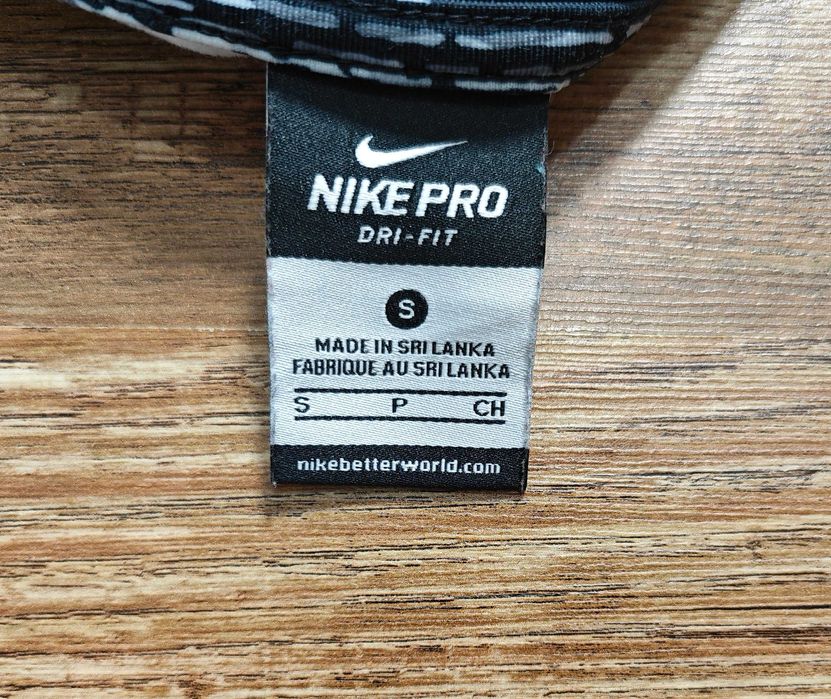 NIKE PRO
DRI-FIT
S
MADE IN SRI LANKA
FABRIQUE AU SRI LANKA
S P CH
nikebetterworld.com